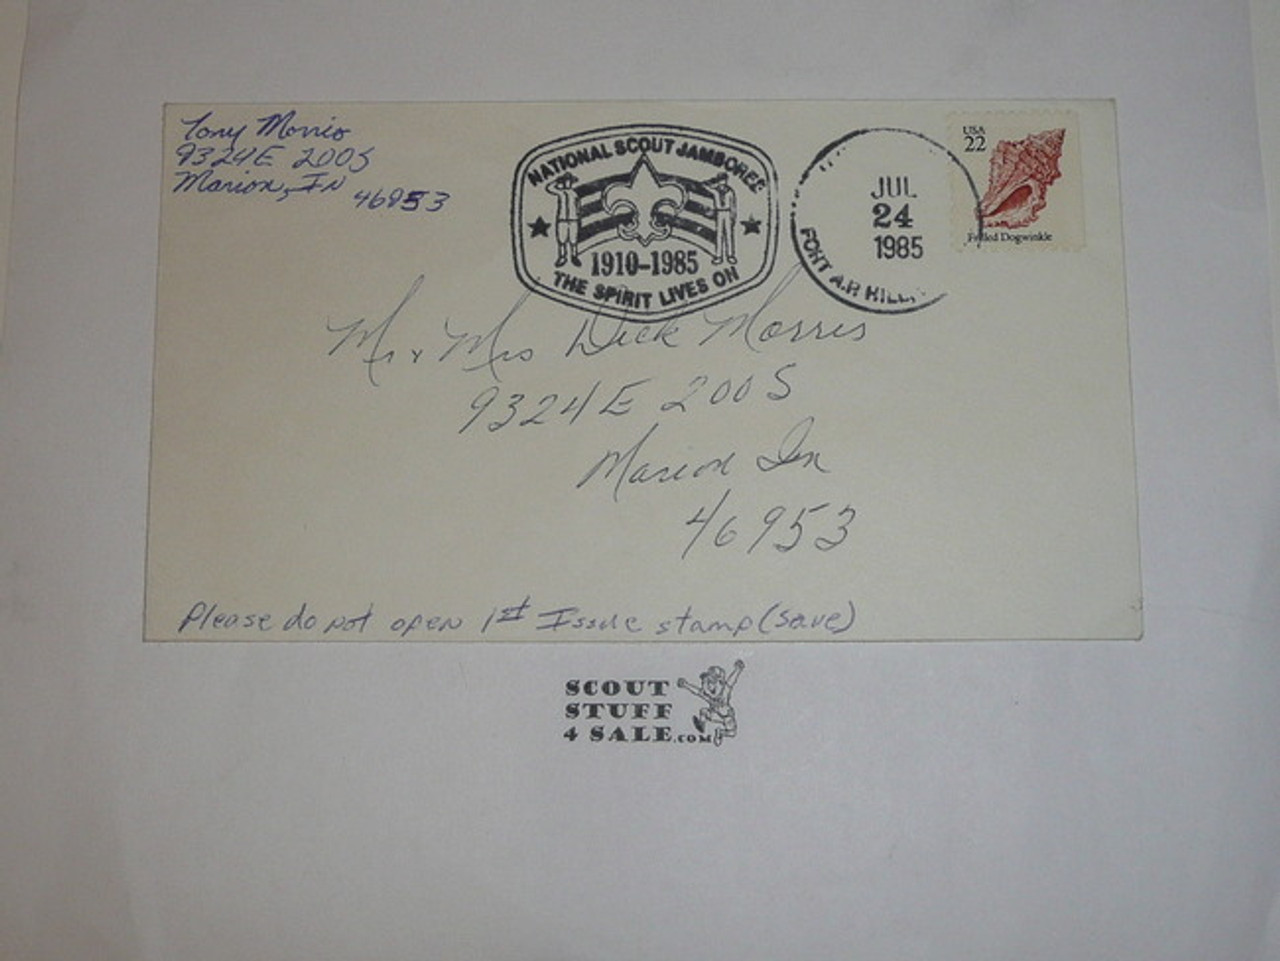 Tony Morris
9324E 200S
Marion, IN
46953
NATIONAL SCOUT JAMBOREE
1910-1985
THE SPIRIT LIVES ON
JUL
24
1985
FORT A.P. HILL,
USA
22
Frilled Dogwinkle
Mr & Mrs Dick Morris
9324E 200S
Marion In
46953
Please do not open 1st Issue stamp (save)
SCOUT
STUFF
4 SALE.COM